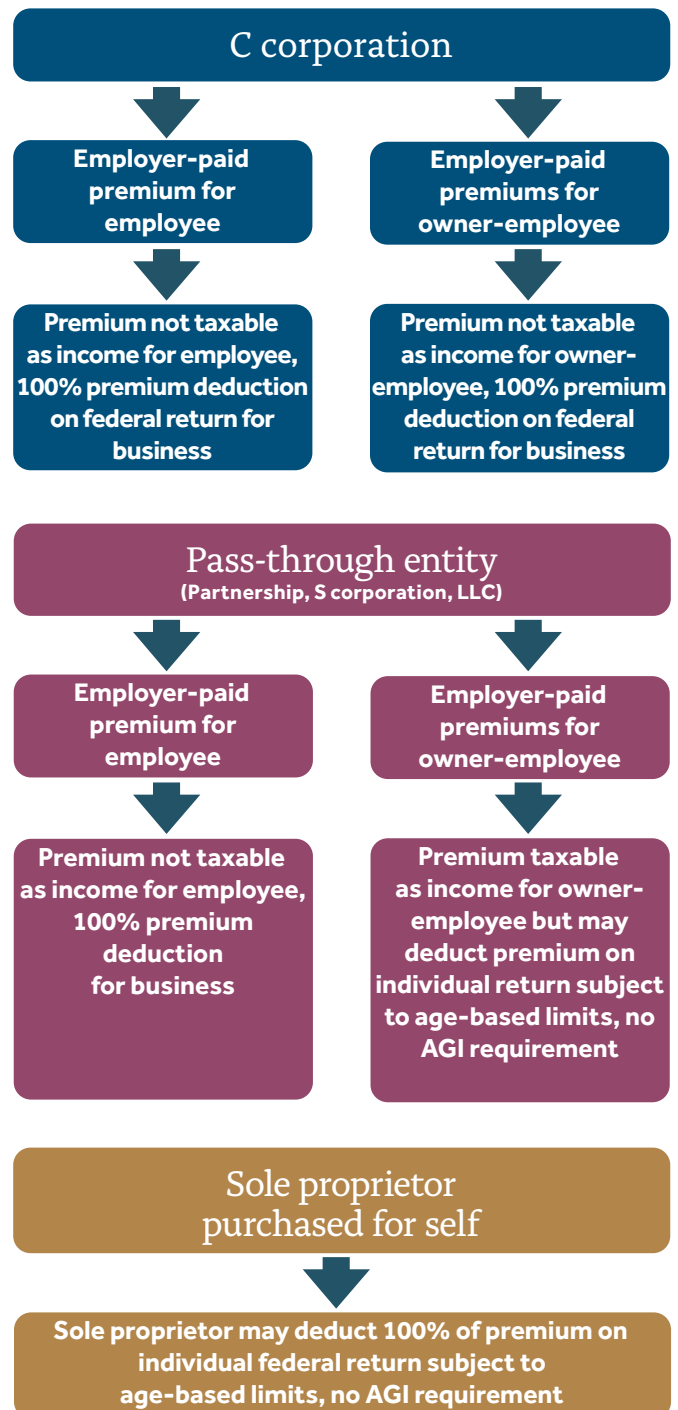 C corporation
Employer-paid
premium for
employee
Employer-paid
premiums for
owner-employee
Premium not taxable
as income for employee,
100% premium deduction
on federal return for
business
Premium not taxable
as income for owner-
employee, 100% premium
deduction on federal
return for business
Pass-through entity
(Partnership, S corporation, LLC)
Employer-paid
premium for
employee
Employer-paid
premiums for
owner-employee
Premium not taxable
as income for employee,
100% premium
deduction
for business
Premium taxable
as income for owner-
employee but may
deduct premium on
individual return subject
to age-based limits, no
AGI requirement
Sole proprietor
purchased for self
Sole proprietor may deduct 100% of premium on
individual federal return subject to
age-based limits, no AGI requirement